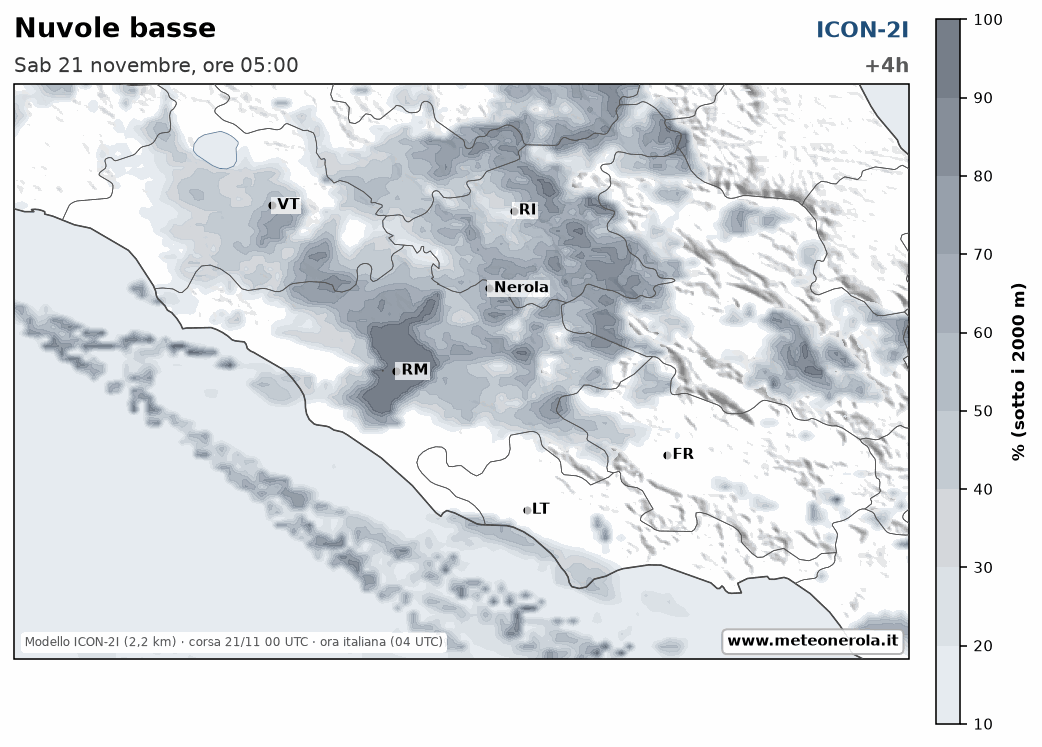 Nuvole basse
ICON-2I
Sab 21 novembre, ore 05:00
+4h
VT
RI
Nerola
RM
FR
LT
Modello ICON-2I (2,2 km) · corsa 21/11 00 UTC · ora italiana (04 UTC)
www.meteonerola.it
100
90
80
70
60
50
40
30
20
10
% (sotto i 2000 m)